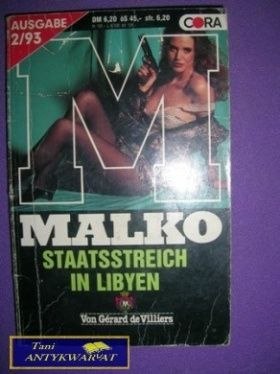 AUSGABE
2/93
DM 6,20 öS 45,- sfr. 6,20
CORA
M
MALKO
STAATSSTREICH
IN LIBYEN
Von Gérard de Villiers
Tani
ANTYKWARYAT